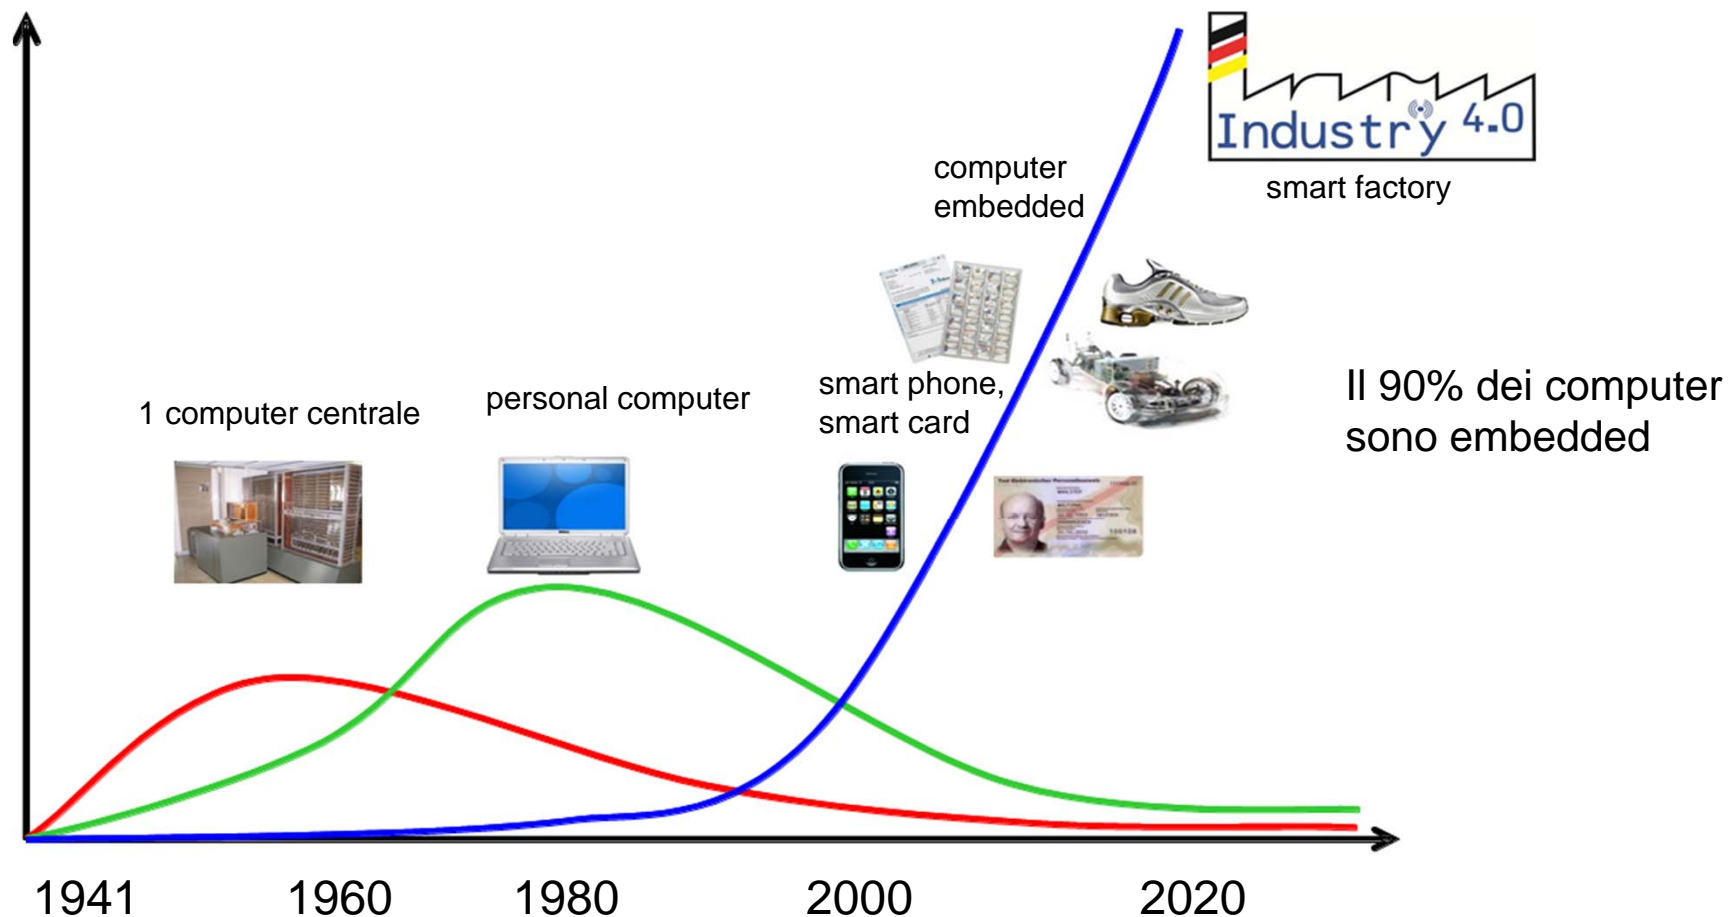 Industry 4.0
smart factory
computer
embedded
smart phone,
smart card
personal computer
1 computer centrale
Il 90% dei computer
sono embedded
1941 1960 1980 2000 2020